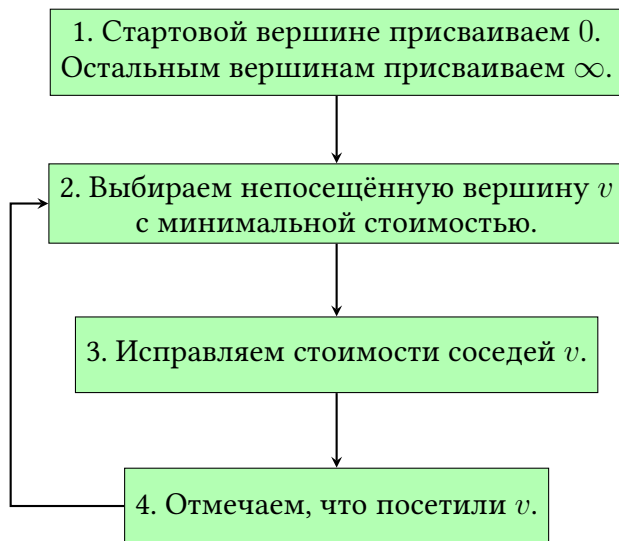 1. Стартовой вершине присваиваем 0.
Остальным вершинам присваиваем ∞.
2. Выбираем непосещённую вершину v
с минимальной стоимостью.
3. Исправляем стоимости соседей v.
4. Отмечаем, что посетили v.